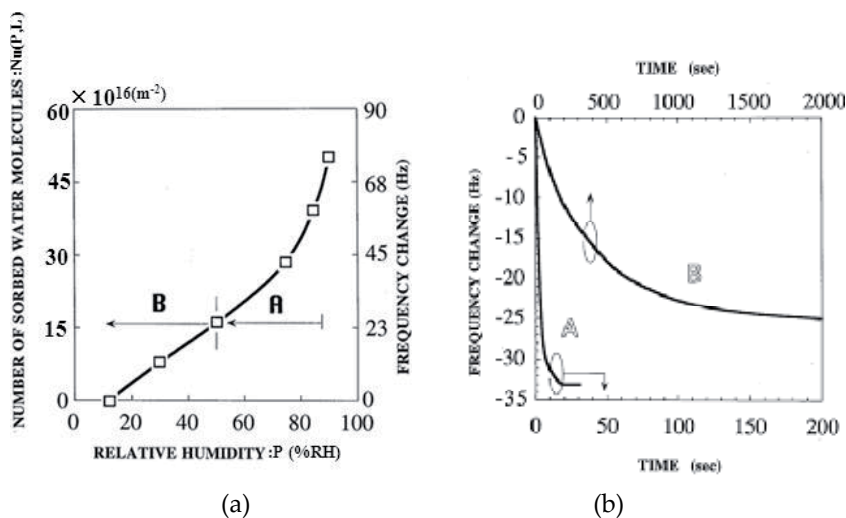 NUMBER OF SORBED WATER MOLECULES:Nu(P,L)
× 10^16(m^-2)
60
45
30
15
0
90
68
45
23
0
FREQUENCY CHANGE (Hz)
B
A
0 20 40 60 80 100
RELATIVE HUMIDITY:P (%RH)
(a)
TIME (sec)
0 500 1000 1500 2000
0
-5
-10
-15
-20
-25
-30
-35
FREQUENCY CHANGE (Hz)
B
A
0 50 100 150 200
TIME (sec)
(b)